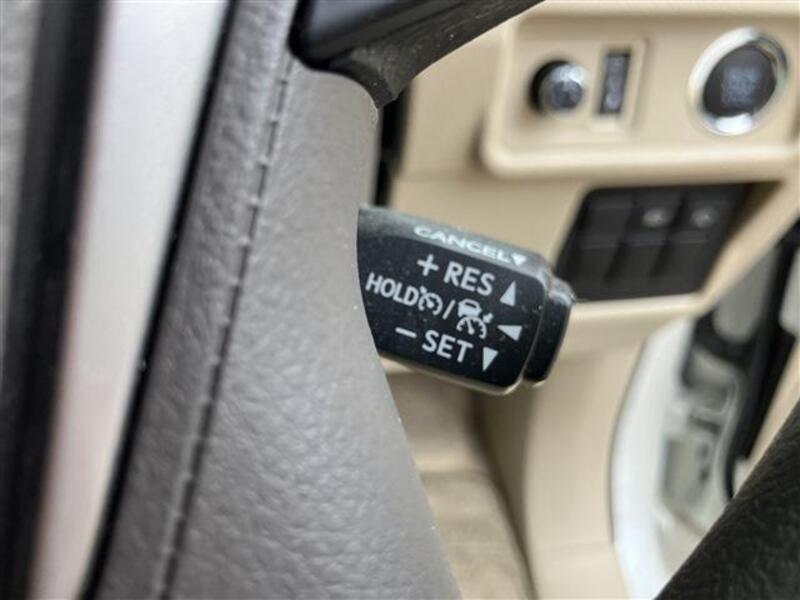 CANCEL▼
+ RES ▲
HOLD / ◀
− SET ▼